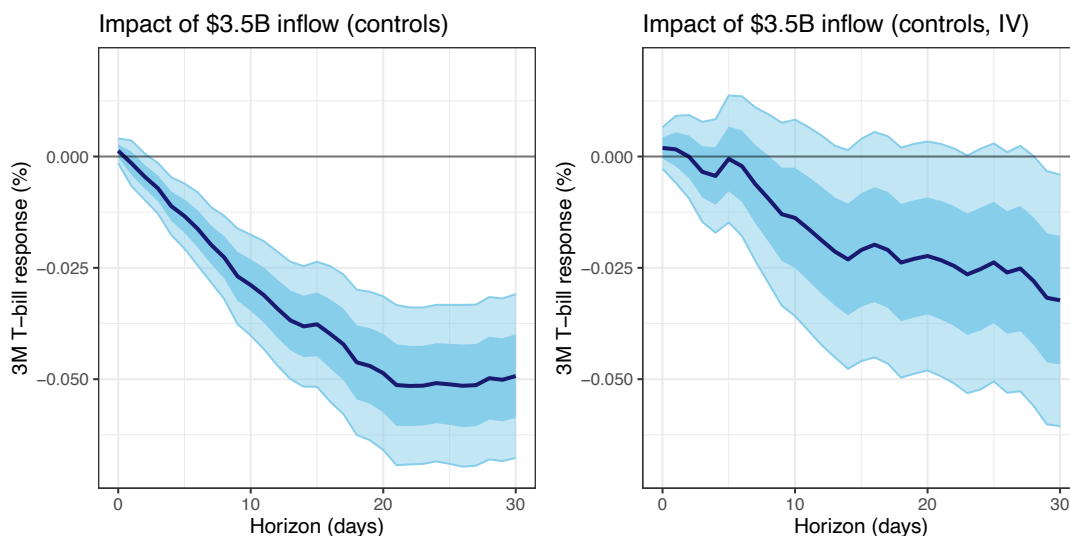 Impact of $3.5B inflow (controls)
3M T−bill response (%)
0.000
−0.025
−0.050
0
10
20
30
Horizon (days)
Impact of $3.5B inflow (controls, IV)
3M T−bill response (%)
0.000
−0.025
−0.050
0
10
20
30
Horizon (days)